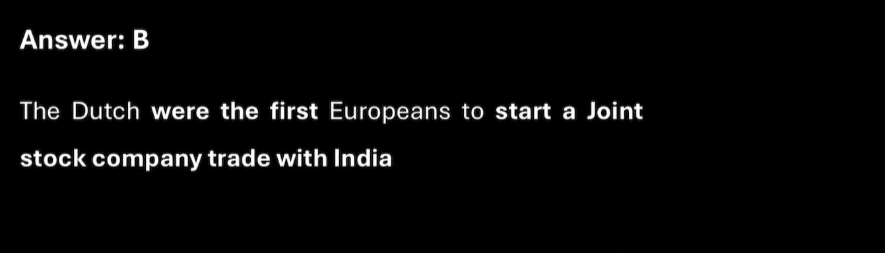 Answer: B
The Dutch were the first Europeans to start a Joint
stock company trade with India